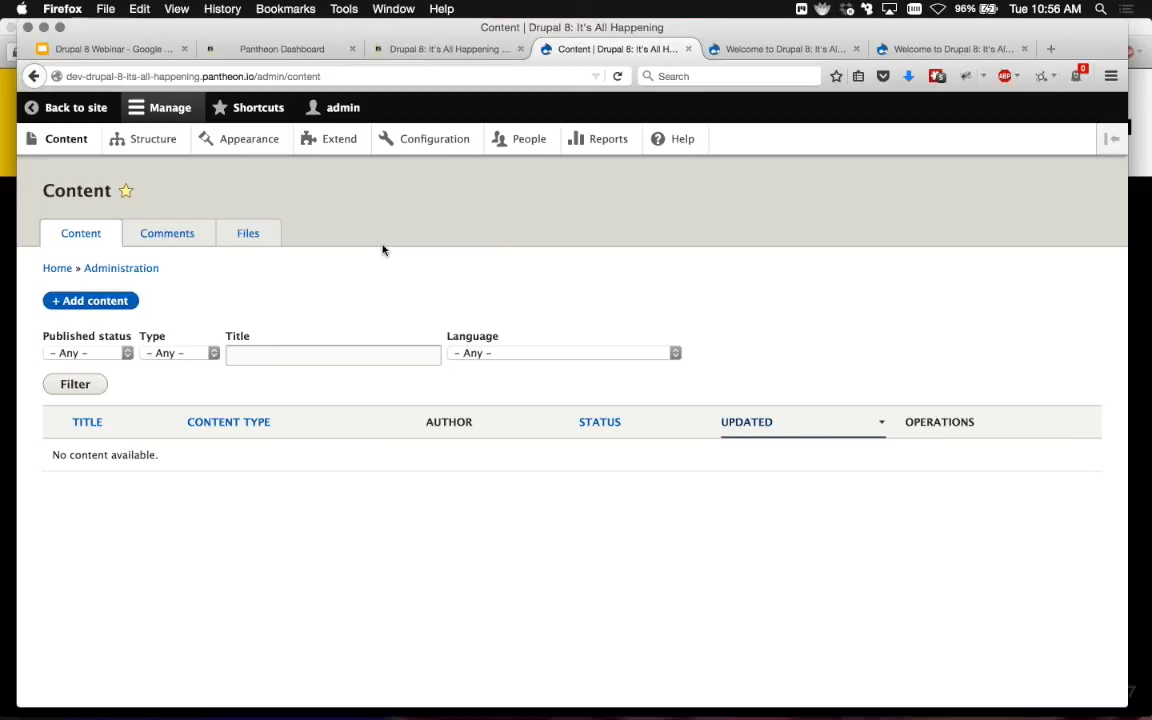 Firefox File Edit View History Bookmarks Tools Window Help 96% Tue 10:56 AM
Content | Drupal 8: It's All Happening
Drupal 8 Webinar - Google ... Pantheon Dashboard Drupal 8: It's All Happening ... Content | Drupal 8: It's All H... Welcome to Drupal 8: It's Al... Welcome to Drupal 8: It's Al...
dev-drupal-8-its-all-happening.pantheon.io/admin/content Search ABP 0
Back to site Manage Shortcuts admin
Content Structure Appearance Extend Configuration People Reports Help
Content
Content Comments Files
Home » Administration
+ Add content
Published status Type Title Language
- Any - - Any - - Any -
Filter
TITLE CONTENT TYPE AUTHOR STATUS UPDATED OPERATIONS
No content available.